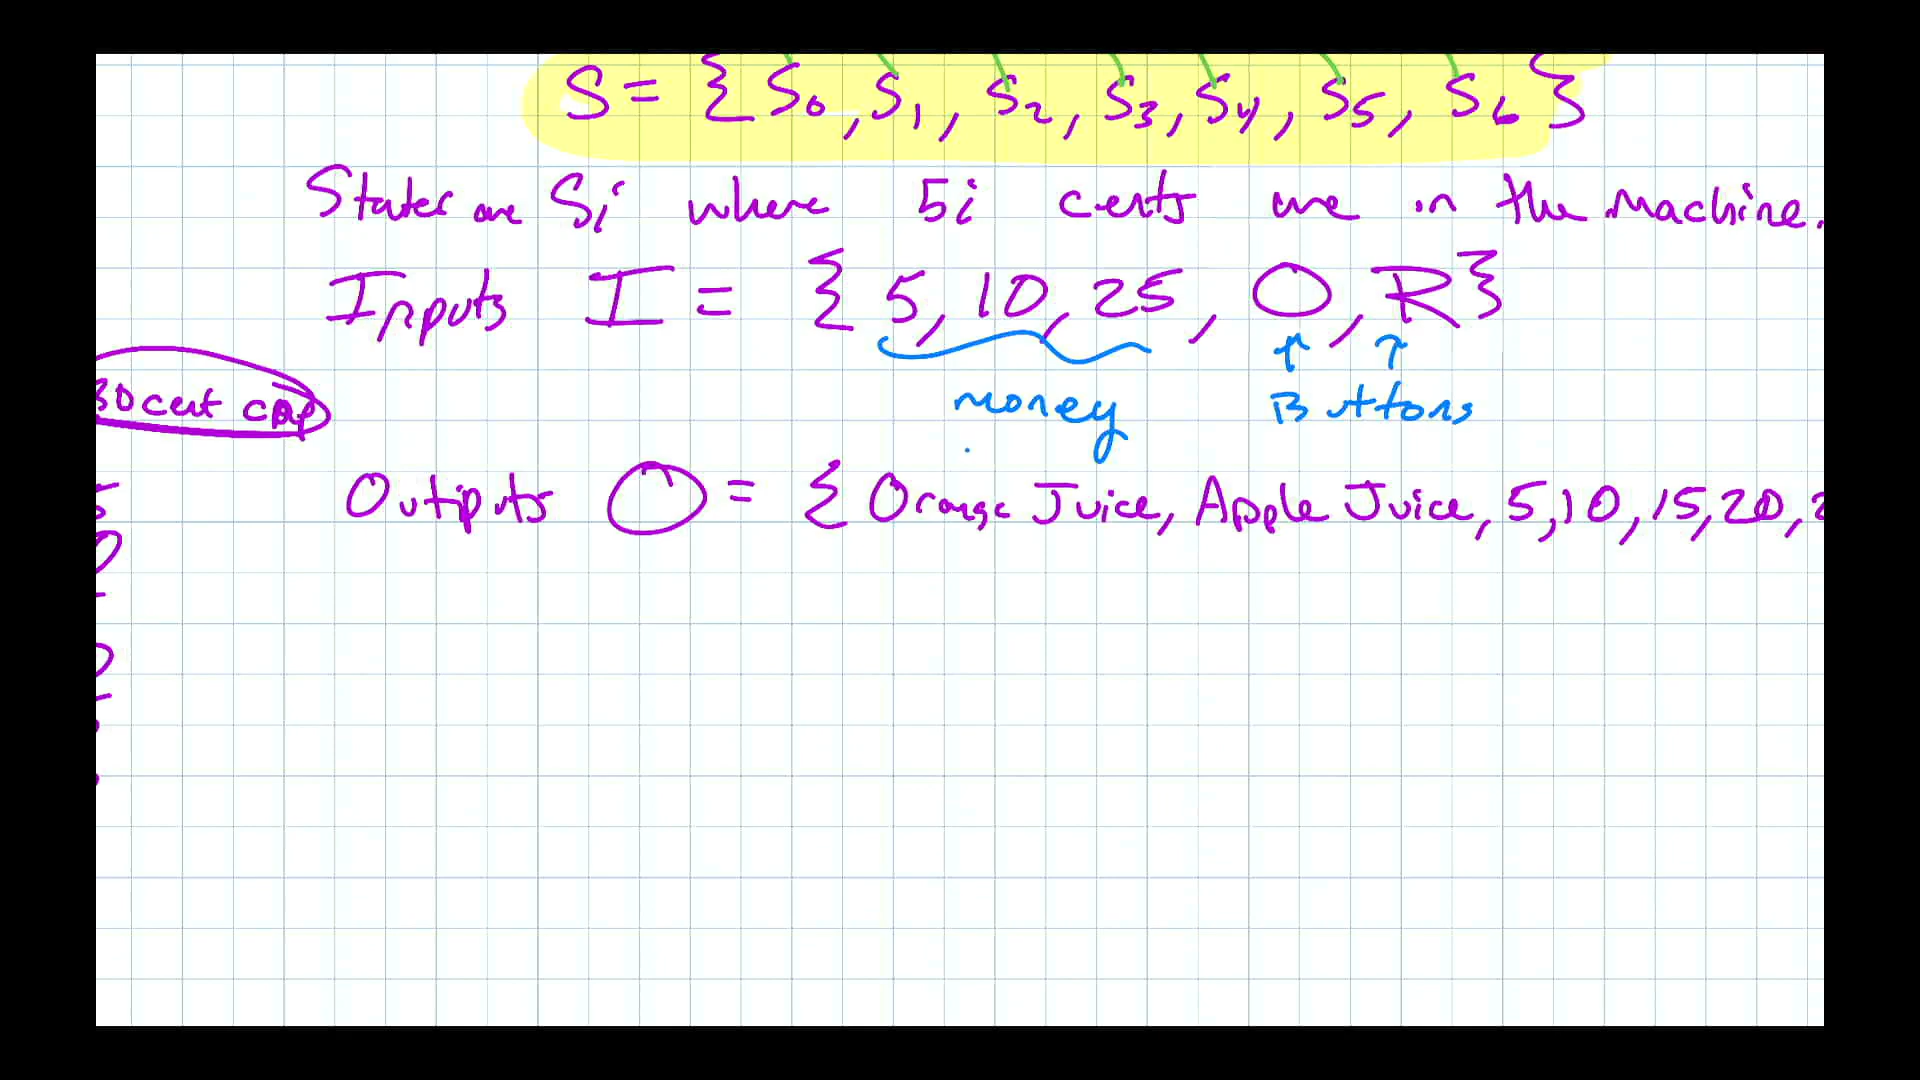 S = { S0, S1, S2, S3, S4, S5, S6 }
States are Si where 5i cents are in the Machine.
Inputs I = { 5, 10, 25, O, R }
30 cent cap
money Buttons
Outputs O = { Orange Juice, Apple Juice, 5, 10, 15, 20, 2